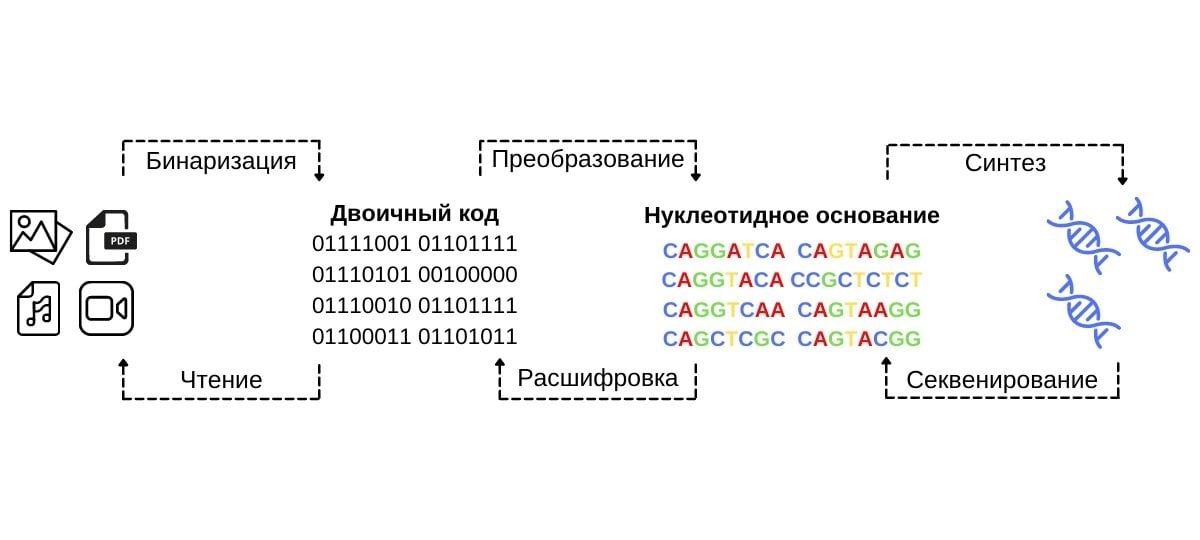 Бинаризация
Преобразование
Синтез
Двоичный код
Нуклеотидное основание
PDF
01111001 01101111
01110101 00100000
01110010 01101111
01100011 01101011
CAGGATCA CAGTAGAG
CAGGTACA CCGCTCTCT
CAGGTCAA CAGTAAGG
CAGCTCGC CAGTACGG
Чтение
Расшифровка
Секвенирование